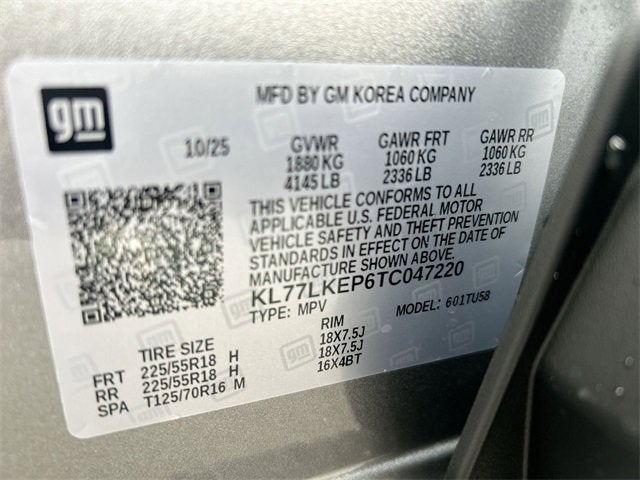 gm
MFD BY GM KOREA COMPANY
10/25 GVWR GAWR FRT GAWR RR
1880 KG 1060 KG 1060 KG
4145 LB 2336 LB 2336 LB
THIS VEHICLE CONFORMS TO ALL
APPLICABLE U.S. FEDERAL MOTOR
VEHICLE SAFETY AND THEFT PREVENTION
STANDARDS IN EFFECT ON THE DATE OF
MANUFACTURE SHOWN ABOVE.
KL77LKEP6TC047220
TYPE: MPV MODEL: 601TU58
TIRE SIZE RIM
FRT 225/55R18 H 18X7.5J
RR 225/55R18 H 18X7.5J
SPA T125/70R16 M 16X4BT